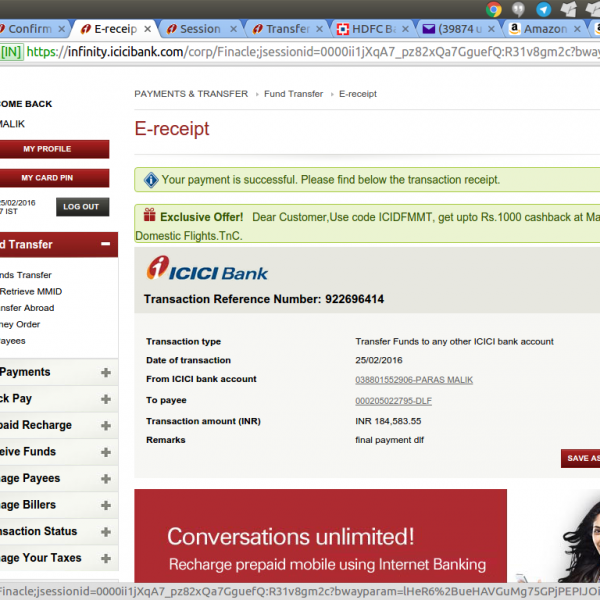 Confirm
E-receip
Session
Transfer
HDFC B
(39874 u
Amazon
[IN] https://infinity.icicibank.com/corp/Finacle;jsessionid=0000ii1jXqA7_pz82xQa7GguefQ:R31v8gm2c?bway
OME BACK
MALIK
MY PROFILE
MY CARD PIN
25/02/2016
7 IST
LOG OUT
d Transfer
nds Transfer
Retrieve MMID
nsfer Abroad
ney Order
ayees
Payments
ck Pay
paid Recharge
eive Funds
age Payees
age Billers
nsaction Status
age Your Taxes
PAYMENTS & TRANSFER › Fund Transfer › E-receipt
E-receipt
Your payment is successful. Please find below the transaction receipt.
Exclusive Offer! Dear Customer,Use code ICIDFMMT, get upto Rs.1000 cashback at Ma
Domestic Flights.TnC.
ICICI Bank
Transaction Reference Number: 922696414
Transaction type Transfer Funds to any other ICICI bank account
Date of transaction 25/02/2016
From ICICI bank account 038801552906-PARAS MALIK
To payee 000205022795-DLF
Transaction amount (INR) INR 184,583.55
Remarks final payment dlf
SAVE AS
Conversations unlimited!
Recharge prepaid mobile using Internet Banking
Finacle;jsessionid=0000ii1jXqA7_pz82xQa7GguefQ:R31v8gm2c?bwayparam=lHeR6%2BueHAVGuMg75GPjPEPIJOi